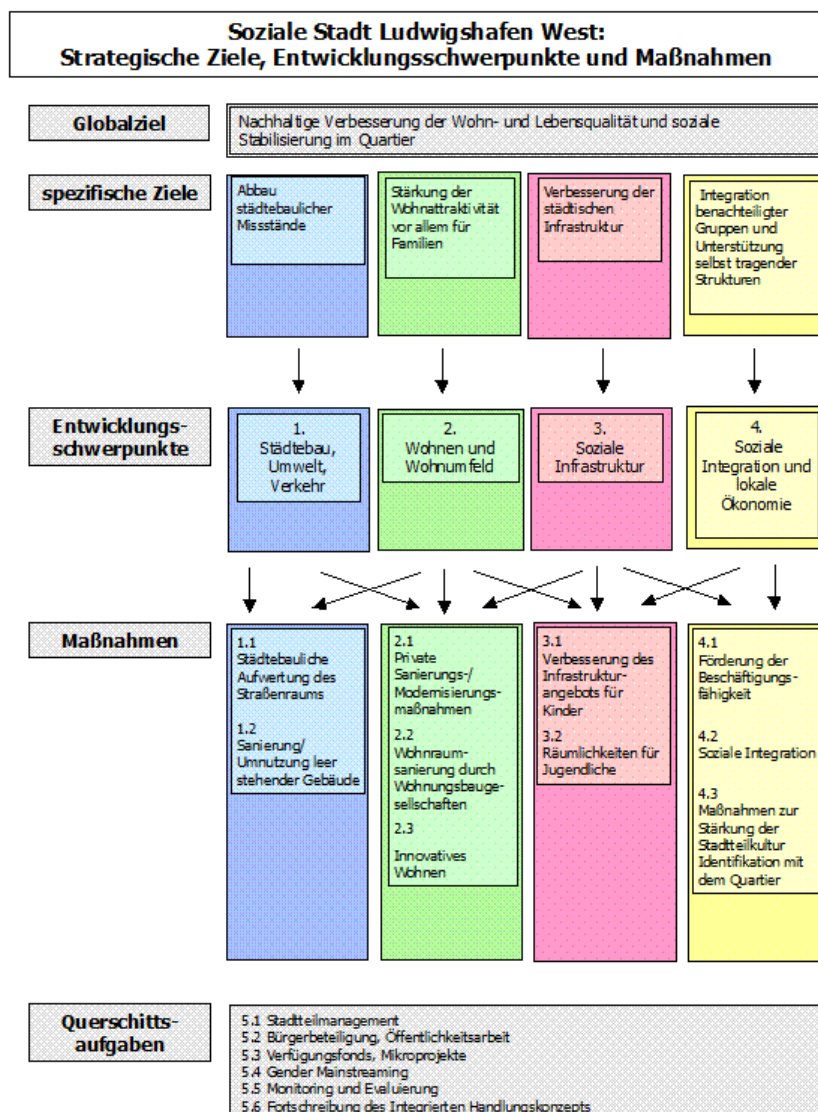 Soziale Stadt Ludwigshafen West:
Strategische Ziele, Entwicklungsschwerpunkte und Maßnahmen
Globalziel
Nachhaltige Verbesserung der Wohn- und Lebensqualität und soziale
Stabilisierung im Quartier
spezifische Ziele
Abbau
städtebaulicher
Missstände
Stärkung der
Wohnattraktivität
vor allem für
Familien
Verbesserung der
städtischen
Infrastruktur
Integration
benachteiligter
Gruppen und
Unterstützung
selbst tragender
Strukturen
Entwicklungs-
schwerpunkte
1.
Städtebau,
Umwelt,
Verkehr
2.
Wohnen und
Wohnumfeld
3.
Soziale
Infrastruktur
4.
Soziale
Integration und
lokale
Ökonomie
Maßnahmen
1.1
Städtebauliche
Aufwertung des
Straßenraums
1.2
Sanierung/
Umnutzung leer
stehender Gebäude
2.1
Private
Sanierungs-/
Modernisierungs-
maßnahmen
2.2
Wohnraum-
sanierung durch
Wohnungsbauge-
sellschaften
2.3
Innovatives
Wohnen
3.1
Verbesserung des
Infrastruktur-
angebots für
Kinder
3.2
Räumlichkeiten für
Jugendliche
4.1
Förderung der
Beschäftigungs-
fähigkeit
4.2
Soziale Integration
4.3
Maßnahmen zur
Stärkung der
Stadtteilkultur
Identifikation mit
dem Quartier
Querschitts-
aufgaben
5.1 Stadtteilmanagement
5.2 Bürgerbeteiligung, Öffentlichkeitsarbeit
5.3 Verfügungsfonds, Mikroprojekte
5.4 Gender Mainstreaming
5.5 Monitoring und Evaluierung
5.6 Fortschreibung des Integrierten Handlungskonzepts